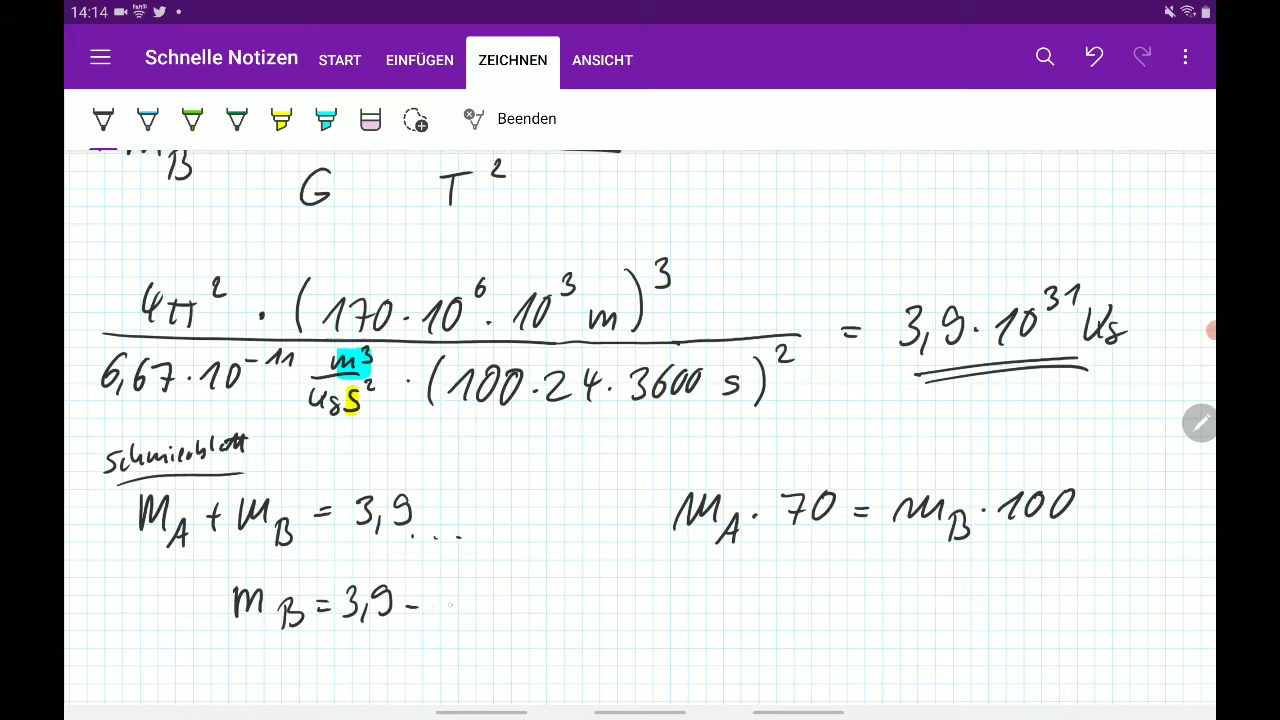 14:14
Schnelle Notizen START EINFÜGEN ZEICHNEN ANSICHT
Beenden
m_B
G T²
4π² · (170 · 10⁶ · 10³ m)³
= 3,9 · 10³¹ kg
6,67 · 10⁻¹¹ m³/kg s² · (100 · 24 · 3600 s)²
Schmierblatt
m_A + m_B = 3,9... m_A · 70 = m_B · 100
m_B = 3,9 -